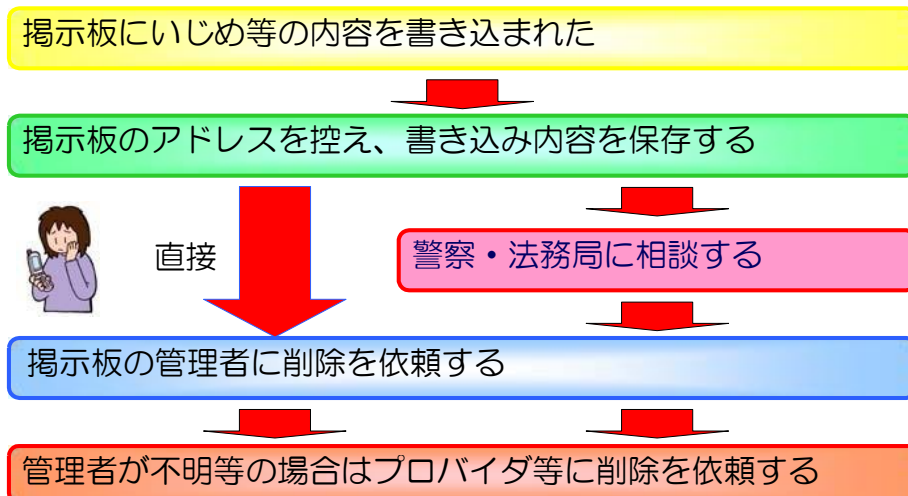 掲示板にいじめ等の内容を書き込まれた
掲示板のアドレスを控え、書き込み内容を保存する
直接
警察・法務局に相談する
掲示板の管理者に削除を依頼する
管理者が不明等の場合はプロバイダ等に削除を依頼する